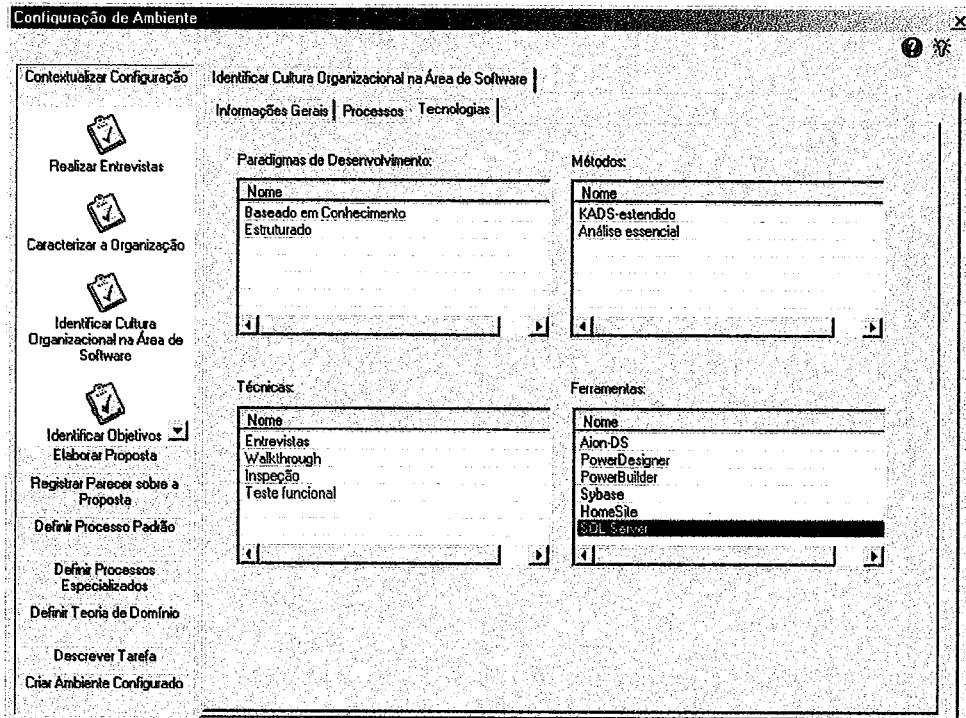 Configuração de Ambiente
Contextualizar Configuração
Realizar Entrevistas
Caracterizar a Organização
Identificar Cultura
Organizacional na Área de
Software
Identificar Objetivos
Elaborar Proposta
Registrar Parecer sobre a
Proposta
Definir Processo Padrão
Definir Processos
Especializados
Definir Teoria de Domínio
Descrever Tarefa
Criar Ambiente Configurado
Identificar Cultura Organizacional na Área de Software
Informações Gerais Processos Tecnologias
Paradigmas de Desenvolvimento:
Nome
Baseado em Conhecimento
Estruturado
Métodos:
Nome
KADS-estendido
Análise essencial
Técnicas:
Nome
Entrevistas
Walkthrough
Inspeção
Teste funcional
Ferramentas:
Nome
Aion-DS
PowerDesigner
PowerBuilder
Sybase
HomeSite
SQL Server